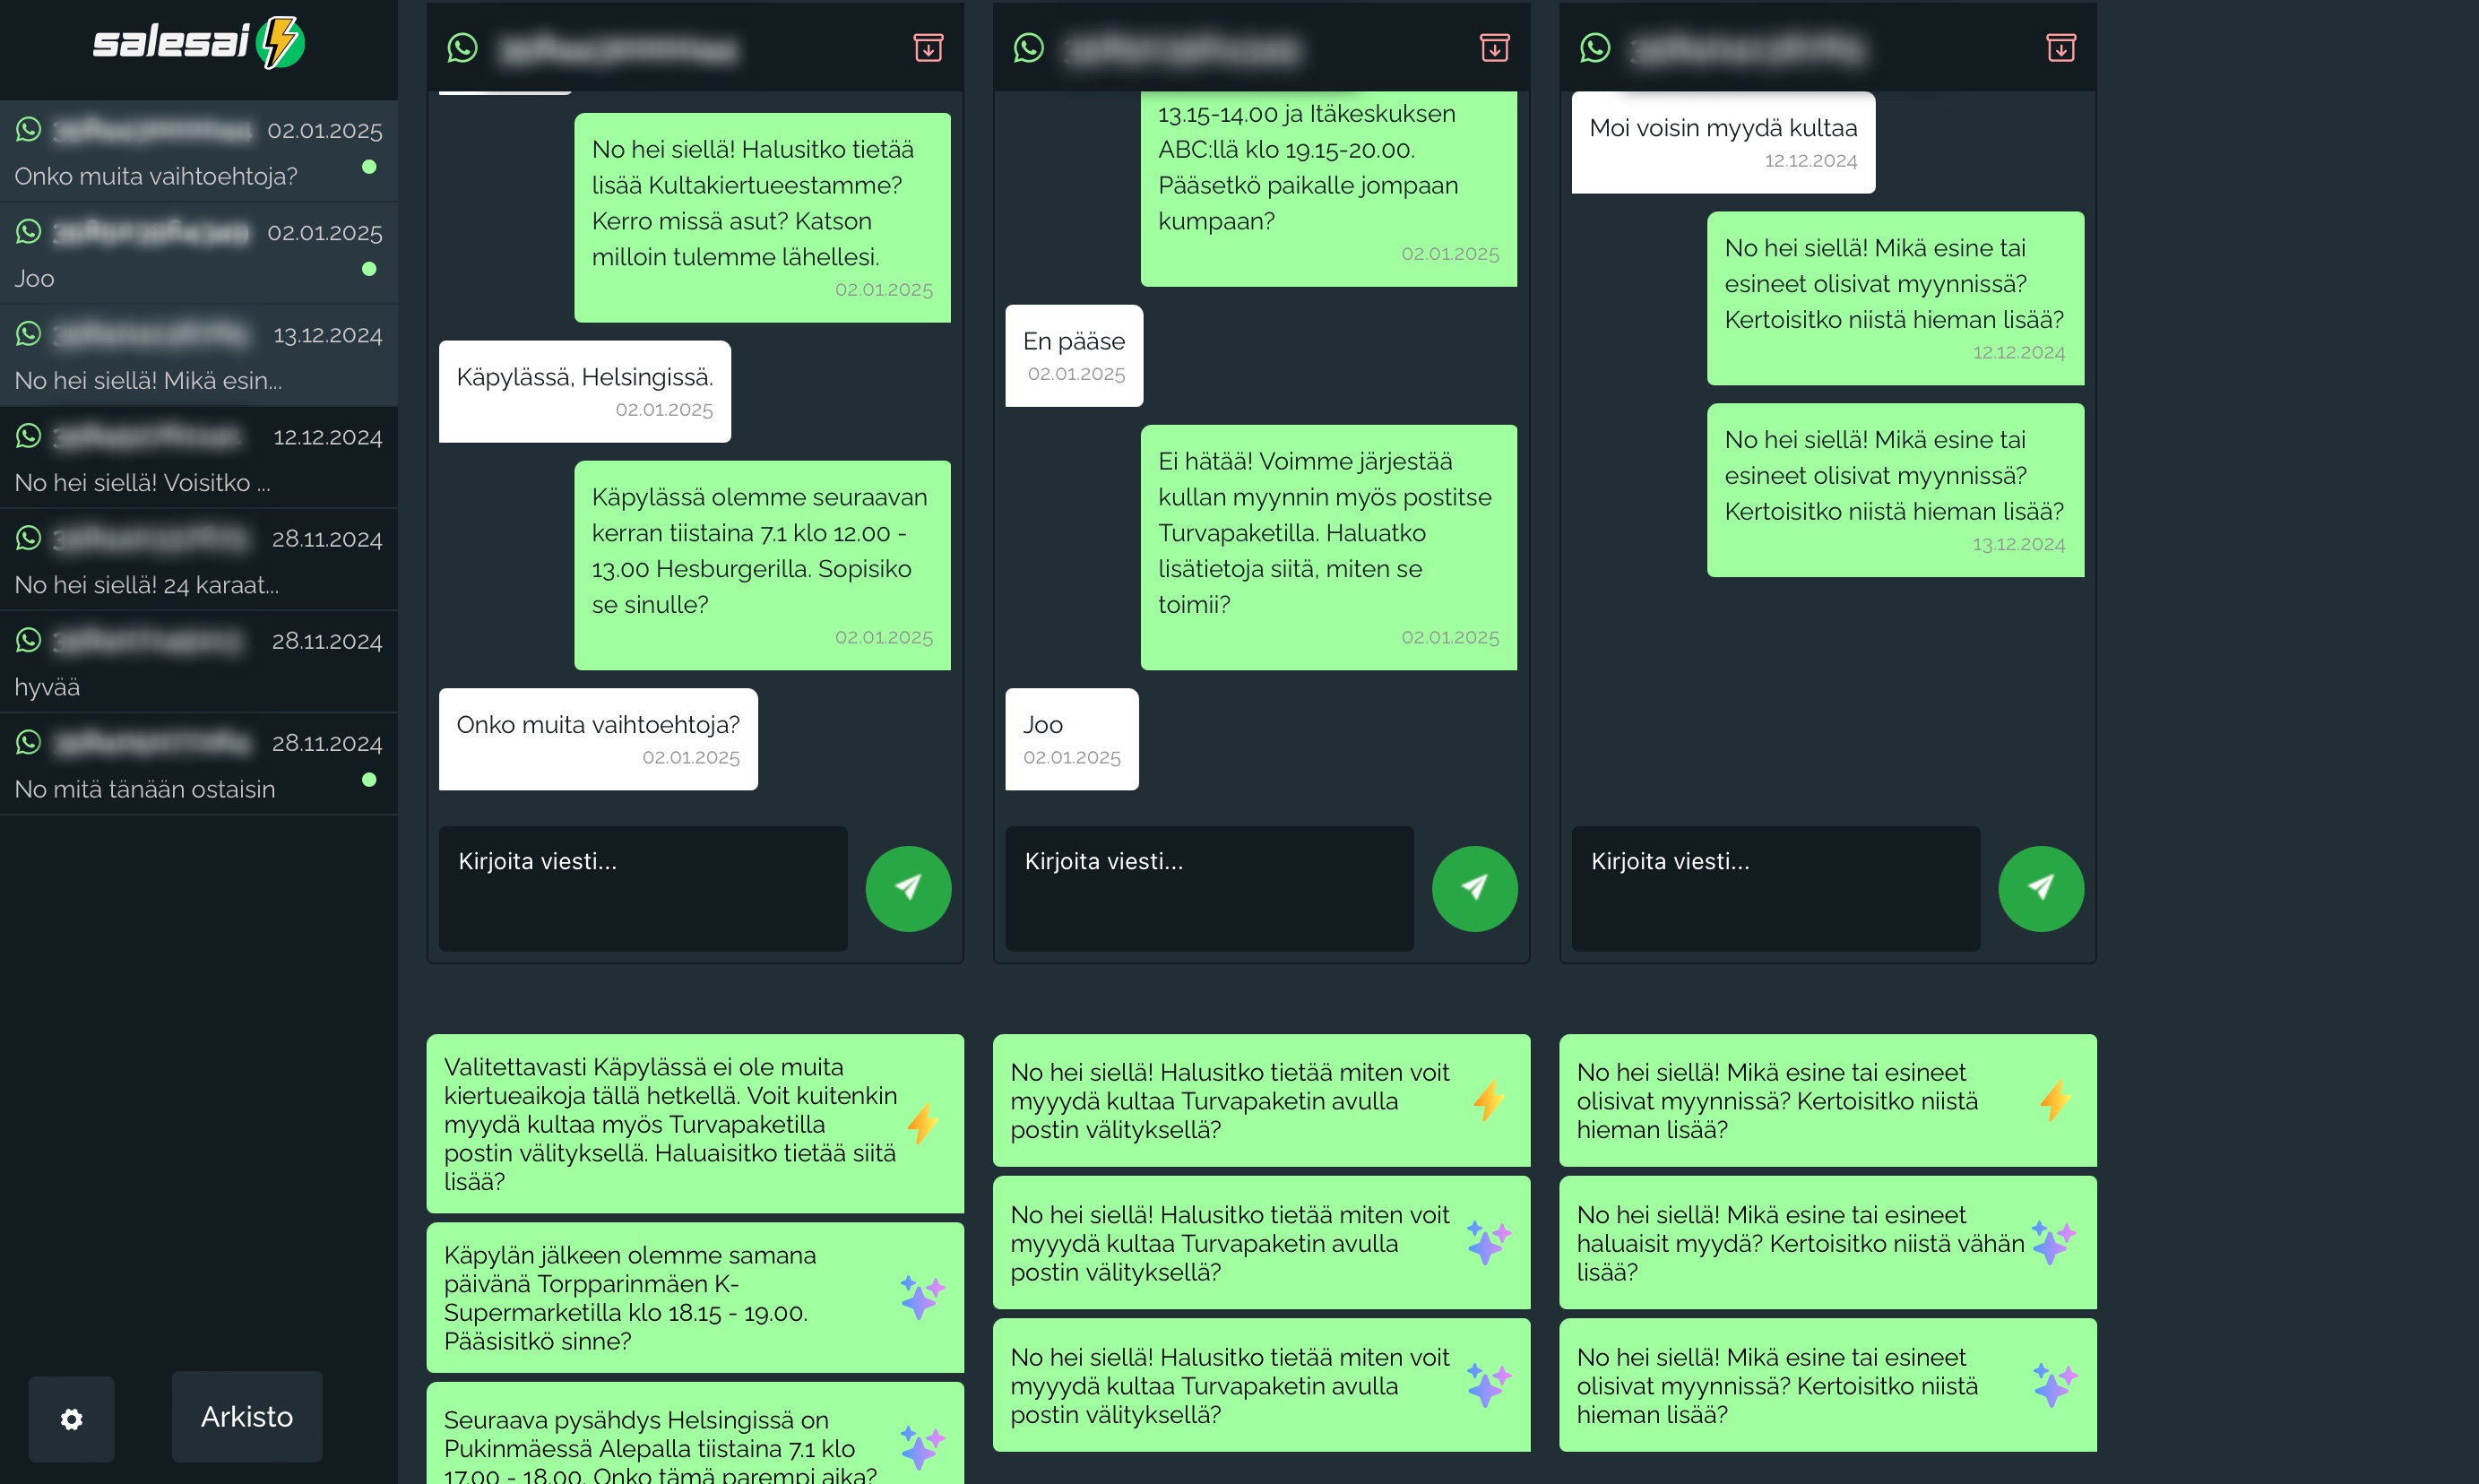 salesai
02.01.2025
Onko muita vaihtoehtoja?
02.01.2025
Joo
13.12.2024
No hei siellä! Mikä esin...
12.12.2024
No hei siellä! Voisitko ...
28.11.2024
No hei siellä! 24 karaat...
28.11.2024
hyvää
28.11.2024
No mitä tänään ostaisin
Arkisto
No hei siellä! Halusitko tietää
lisää Kultakiertueestamme?
Kerro missä asut? Katson
milloin tulemme lähellesi.
02.01.2025
Käpylässä, Helsingissä.
02.01.2025
Käpylässä olemme seuraavan
kerran tiistaina 7.1 klo 12.00 -
13.00 Hesburgerilla. Sopisiko
se sinulle?
02.01.2025
Onko muita vaihtoehtoja?
02.01.2025
Kirjoita viesti...
Valitettavasti Käpylässä ei ole muita
kiertueaikoja tällä hetkellä. Voit kuitenkin
myydä kultaa myös Turvapaketilla
postin välityksellä. Haluaisitko tietää siitä
lisää?
Käpylän jälkeen olemme samana
päivänä Torpparinmäen K-
Supermarketilla klo 18.15 - 19.00.
Pääsisitkö sinne?
Seuraava pysähdys Helsingissä on
Pukinmäessä Alepalla tiistaina 7.1 klo
17.00 - 18.00. Onko tämä parempi aika?
13.15-14.00 ja Itäkeskuksen
ABC:llä klo 19.15-20.00.
Pääsetkö paikalle jompaan
kumpaan?
02.01.2025
En pääse
02.01.2025
Ei hätää! Voimme järjestää
kullan myynnin myös postitse
Turvapaketilla. Haluatko
lisätietoja siitä, miten se
toimii?
02.01.2025
Joo
02.01.2025
Kirjoita viesti...
No hei siellä! Halusitko tietää miten voit
myyydä kultaa Turvapaketin avulla
postin välityksellä?
No hei siellä! Halusitko tietää miten voit
myyydä kultaa Turvapaketin avulla
postin välityksellä?
No hei siellä! Halusitko tietää miten voit
myyydä kultaa Turvapaketin avulla
postin välityksellä?
Moi voisin myydä kultaa
12.12.2024
No hei siellä! Mikä esine tai
esineet olisivat myynnissä?
Kertoisitko niistä hieman lisää?
12.12.2024
No hei siellä! Mikä esine tai
esineet olisivat myynnissä?
Kertoisitko niistä hieman lisää?
13.12.2024
Kirjoita viesti...
No hei siellä! Mikä esine tai esineet
olisivat myynnissä? Kertoisitko niistä
hieman lisää?
No hei siellä! Mikä esine tai esineet
haluaisit myydä? Kertoisitko niistä vähän
lisää?
No hei siellä! Mikä esine tai esineet
olisivat myynnissä? Kertoisitko niistä
hieman lisää?